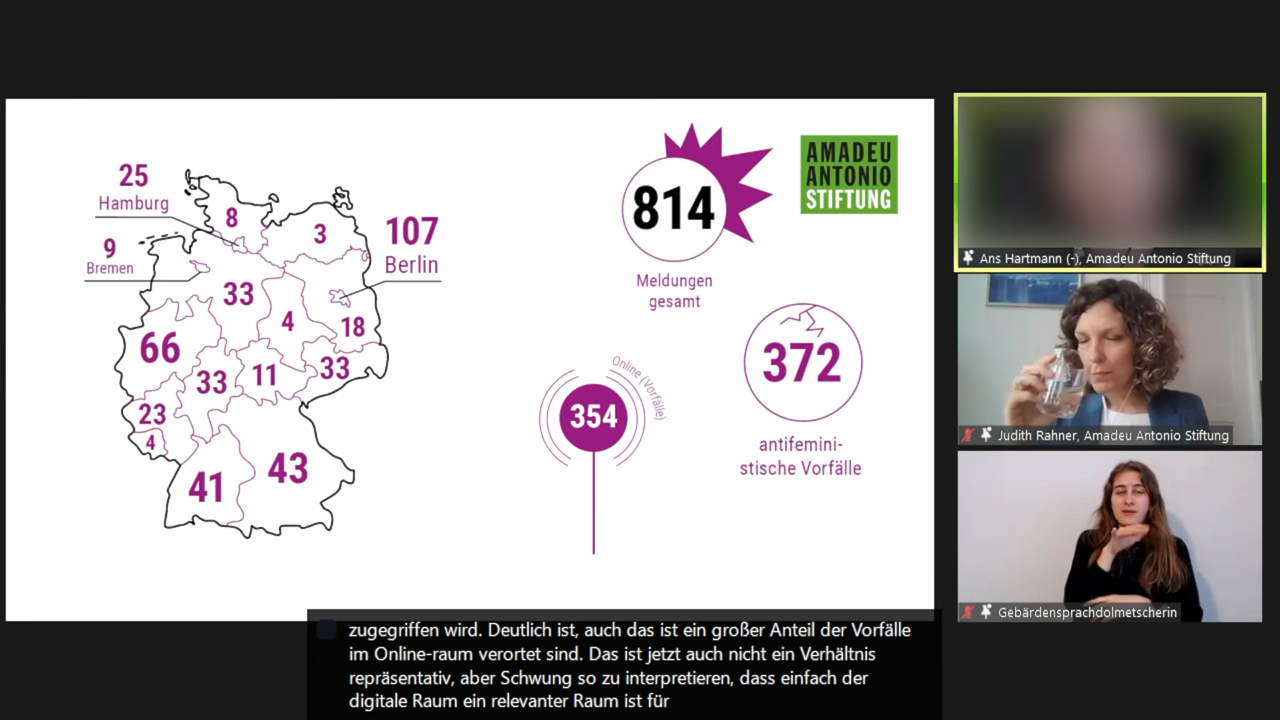 25
Hamburg
8
3
107
Berlin
9
Bremen
33
4
18
66
33
11
33
23
4
41
43
814
Meldungen
gesamt
AMADEU
ANTONIO
STIFTUNG
Online (Vorfälle)
354
372
antifemini-
stische Vorfälle
Ans Hartmann (-), Amadeu Antonio Stiftung
Judith Rahner, Amadeu Antonio Stiftung
Gebärdensprachdolmetscherin
zugegriffen wird. Deutlich ist, auch das ist ein großer Anteil der Vorfälle
im Online-raum verortet sind. Das ist jetzt auch nicht ein Verhältnis
repräsentativ, aber Schwung so zu interpretieren, dass einfach der
digitale Raum ein relevanter Raum ist für